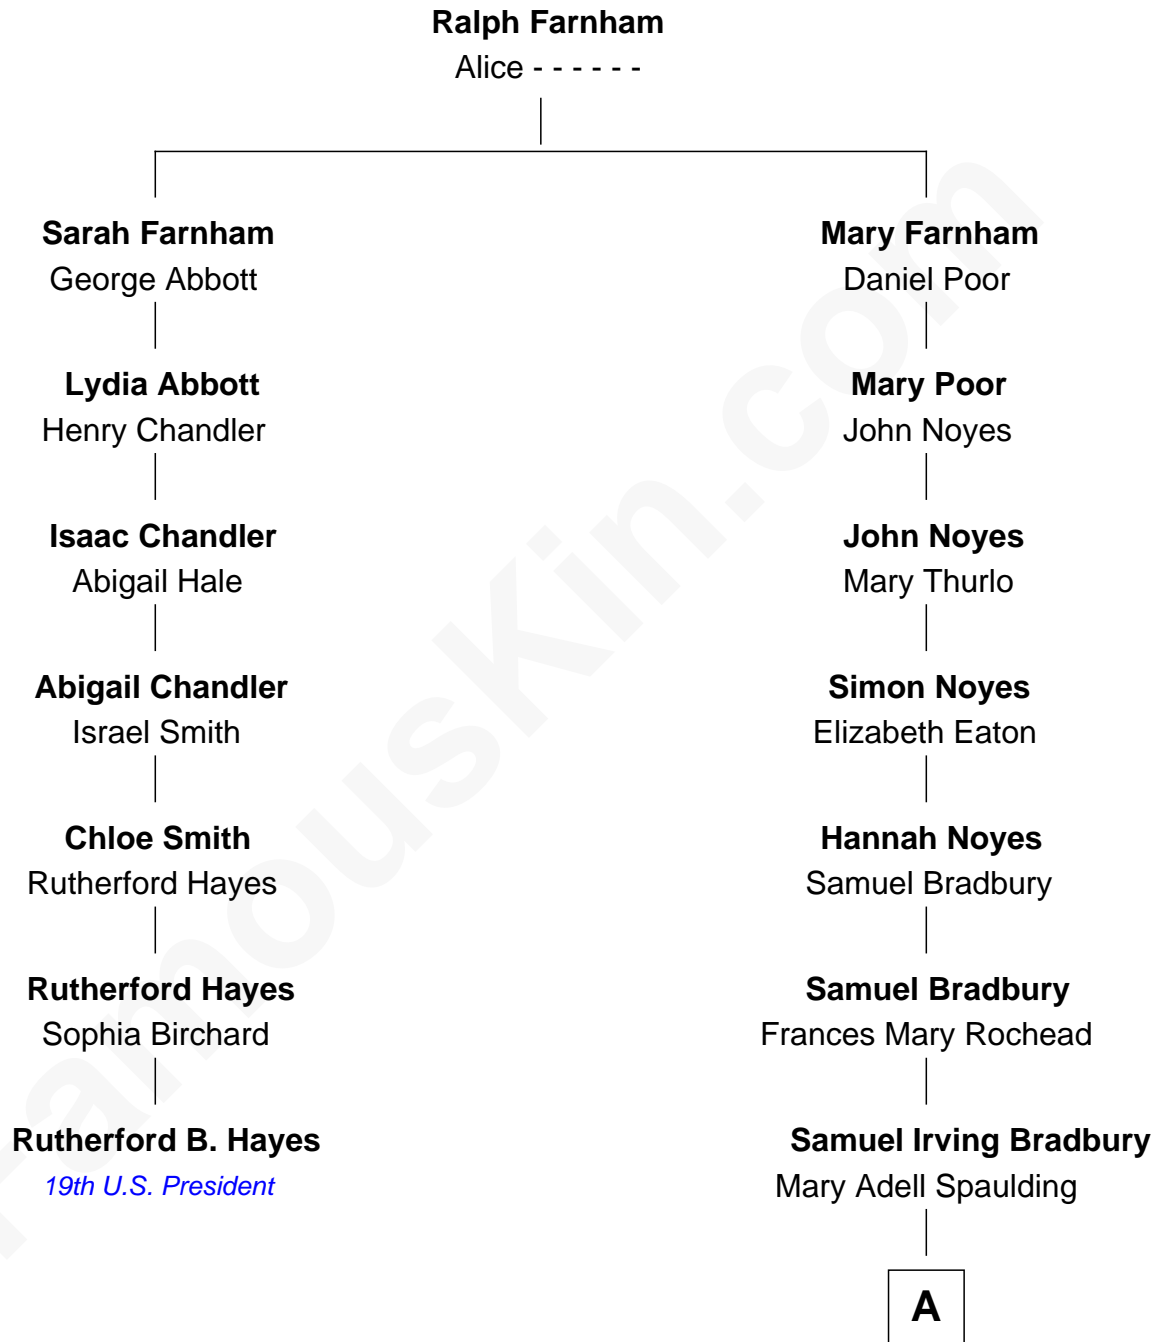 Ralph Farnham
Alice - - - - - -
Sarah Farnham
George Abbott
Mary Farnham
Daniel Poor
Lydia Abbott
Henry Chandler
Mary Poor
John Noyes
Isaac Chandler
Abigail Hale
John Noyes
Mary Thurlo
Abigail Chandler
Israel Smith
Simon Noyes
Elizabeth Eaton
Chloe Smith
Rutherford Hayes
Hannah Noyes
Samuel Bradbury
Rutherford Hayes
Sophia Birchard
Samuel Bradbury
Frances Mary Rochead
Rutherford B. Hayes
19th U.S. President
Samuel Irving Bradbury
Mary Adell Spaulding
A
FamousKin.com